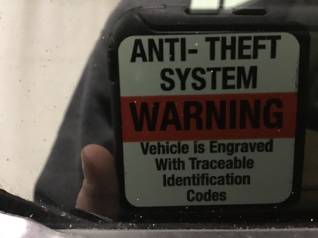 ANTI- THEFT
SYSTEM
WARNING
Vehicle is Engraved
With Traceable
Identification
Codes